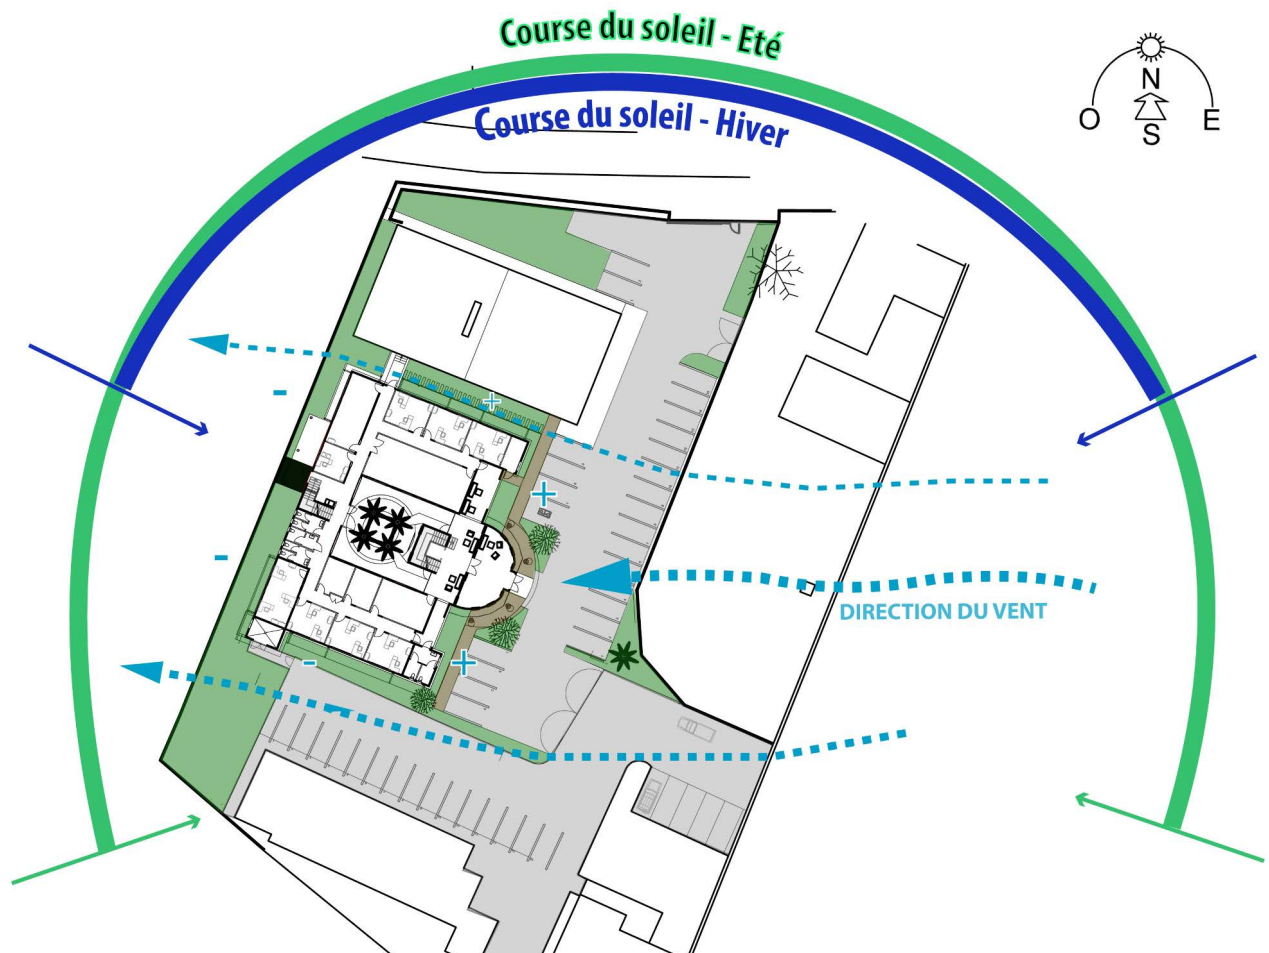 Course du soleil - Eté
Course du soleil - Hiver
N
O E
S
-
+
+
-
DIRECTION DU VENT
-
+